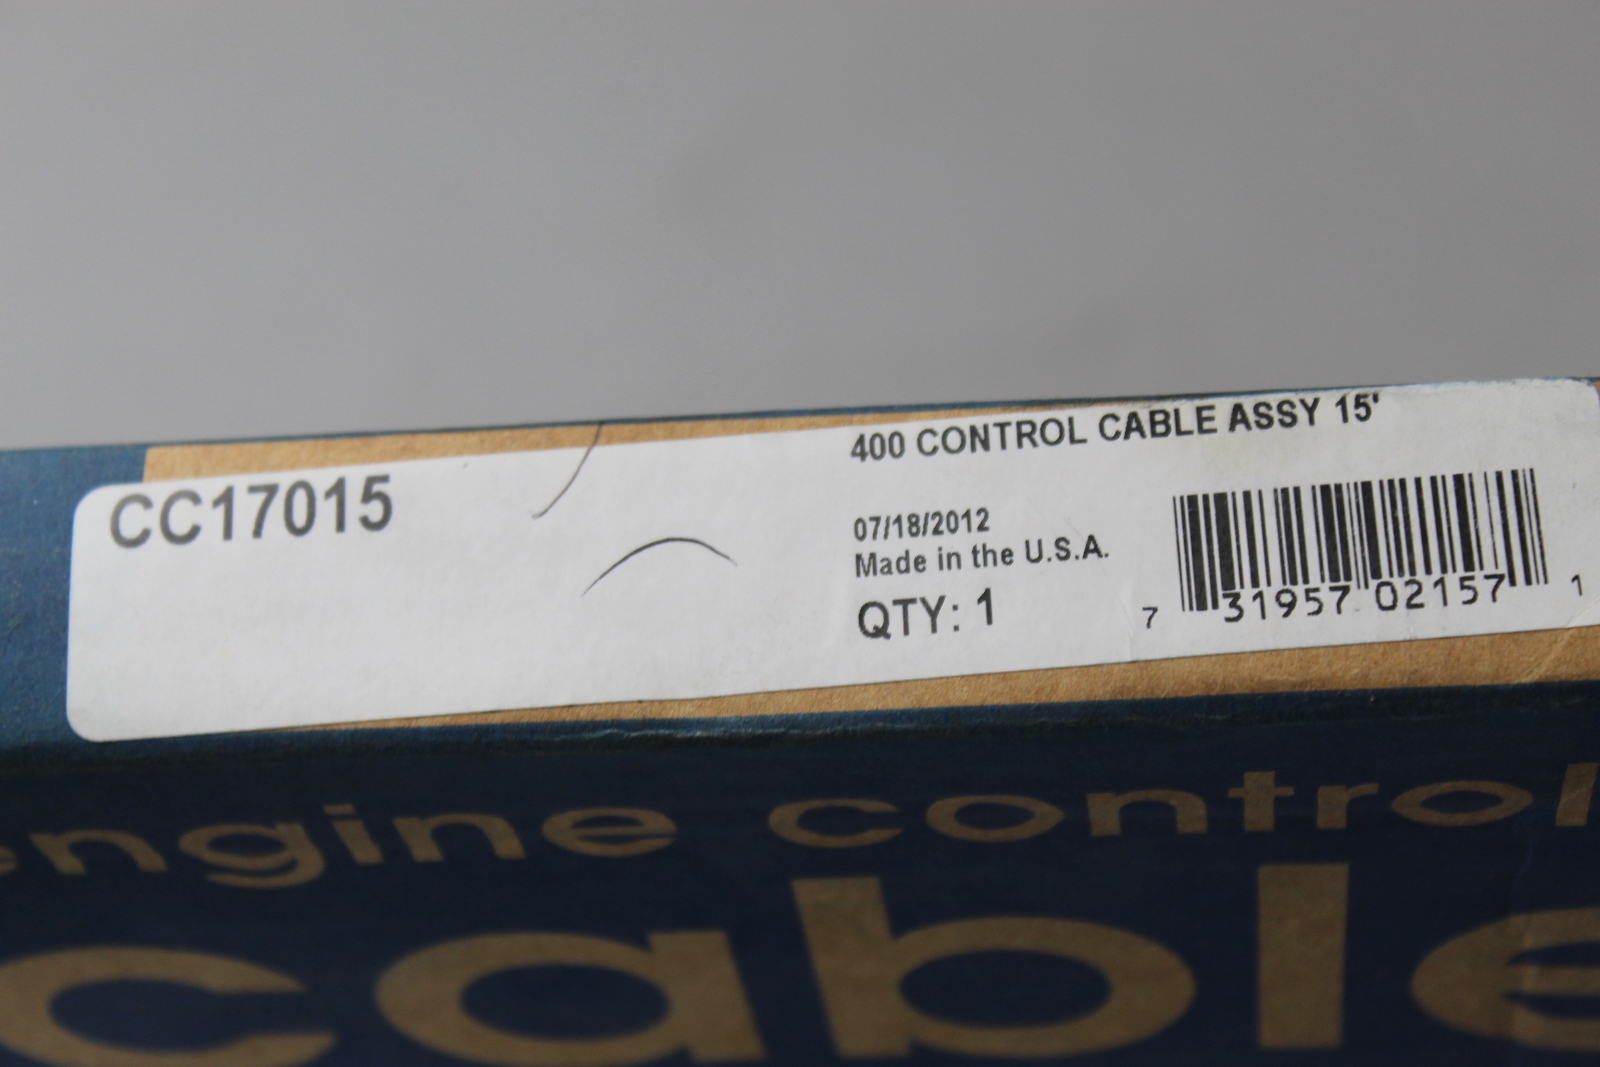 400 CONTROL CABLE ASSY 15'
CC17015
07/18/2012
Made in the U.S.A.
QTY: 1
7 31957 02157 1
engine control
cable